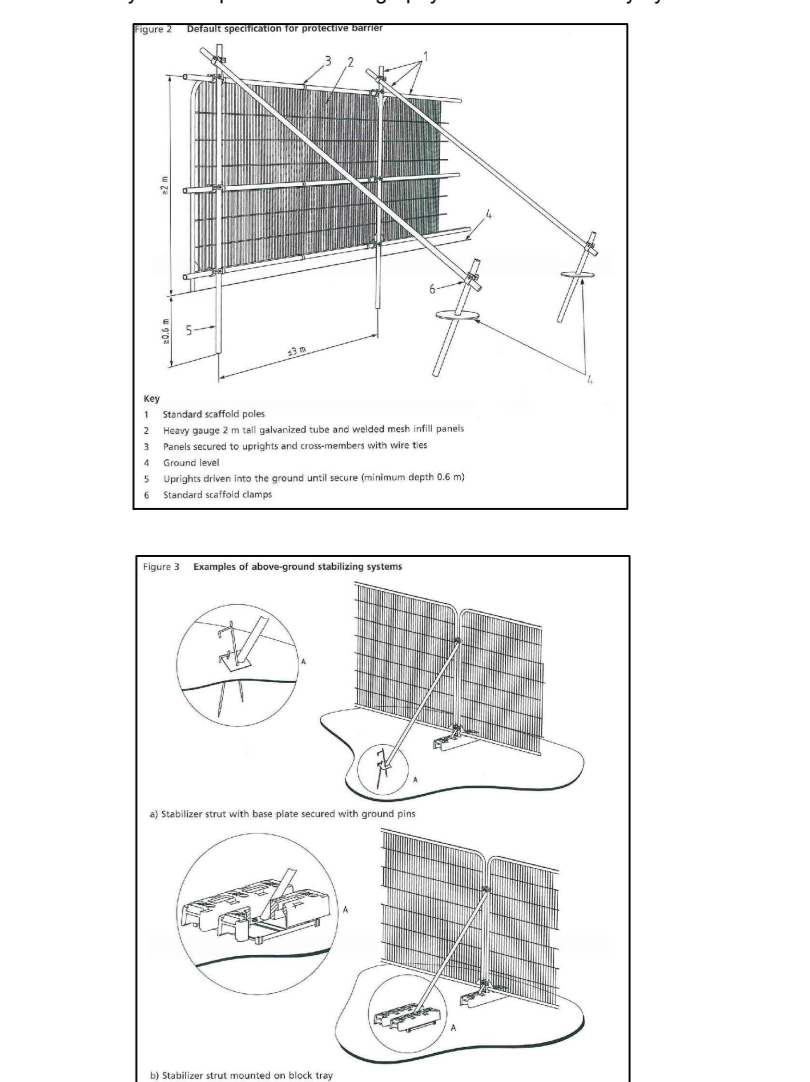 Figure 2 Default specification for protective barrier
1
3
2
≥2 m
4
6
≥0.6 m
5
≤3 m
4
Key
1 Standard scaffold poles
2 Heavy gauge 2 m tall galvanized tube and welded mesh infill panels
3 Panels secured to uprights and cross-members with wire ties
4 Ground level
5 Uprights driven into the ground until secure (minimum depth 0.6 m)
6 Standard scaffold clamps
Figure 3 Examples of above-ground stabilizing systems
A
A
a) Stabilizer strut with base plate secured with ground pins
A
A
b) Stabilizer strut mounted on block tray